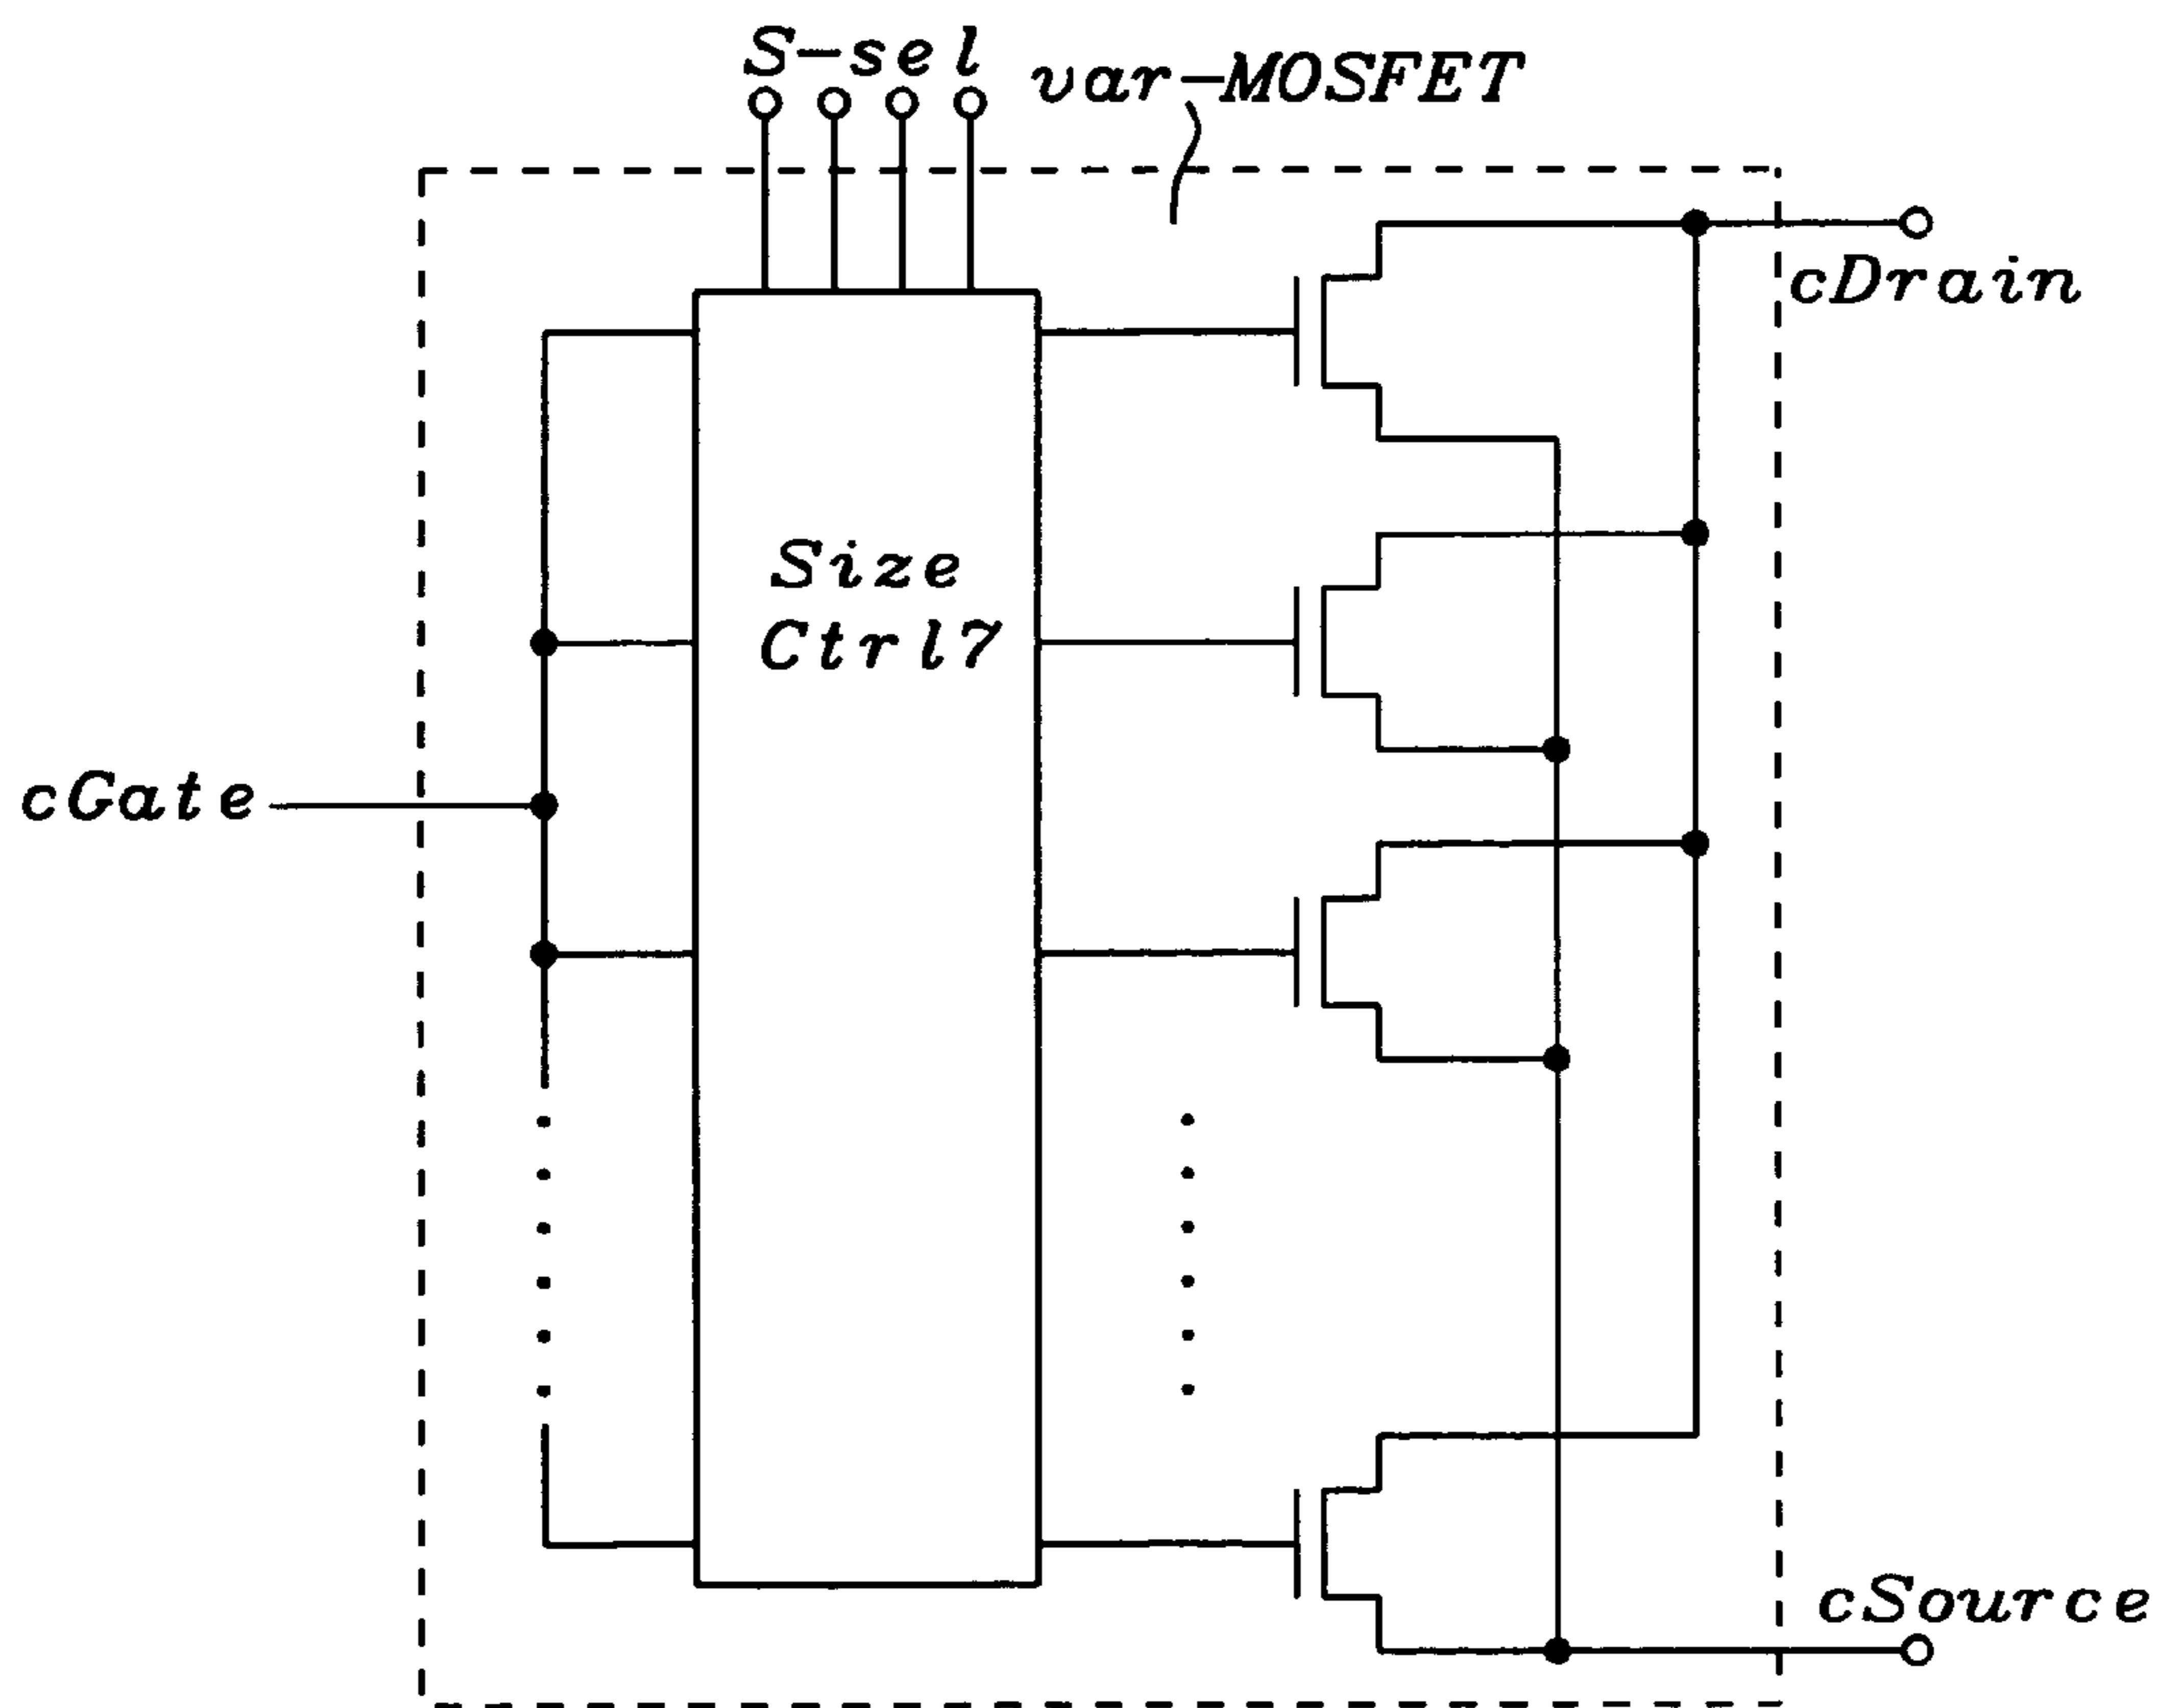 S-sel
var-MOSFET
cDrain
Size
Ctrl7
cGate
cSource